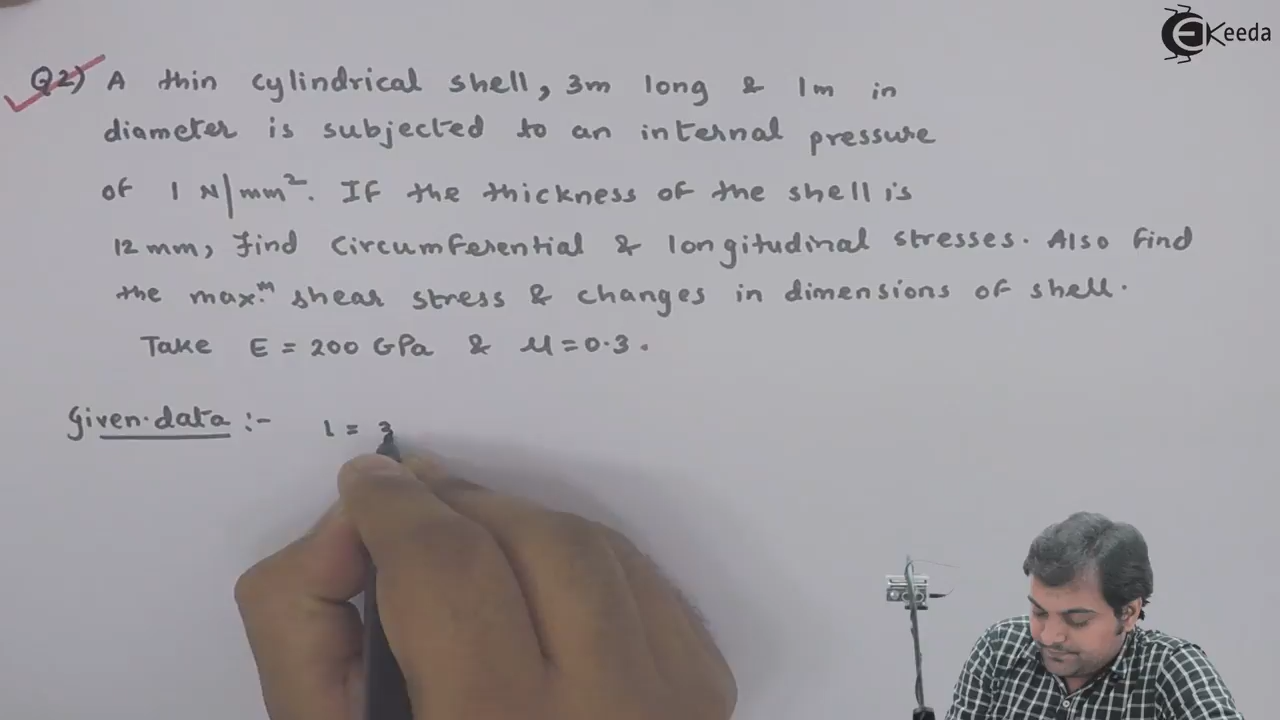 EKeeda
Q2) A thin cylindrical shell, 3m long & 1m in
diameter is subjected to an internal pressure
of 1 N/mm². If the thickness of the shell is
12 mm, find circumferential & longitudinal stresses. Also find
the max.ᵐ shear stress & changes in dimensions of shell.
Take E = 200 GPa & μ = 0.3.
Given data :- l = 3